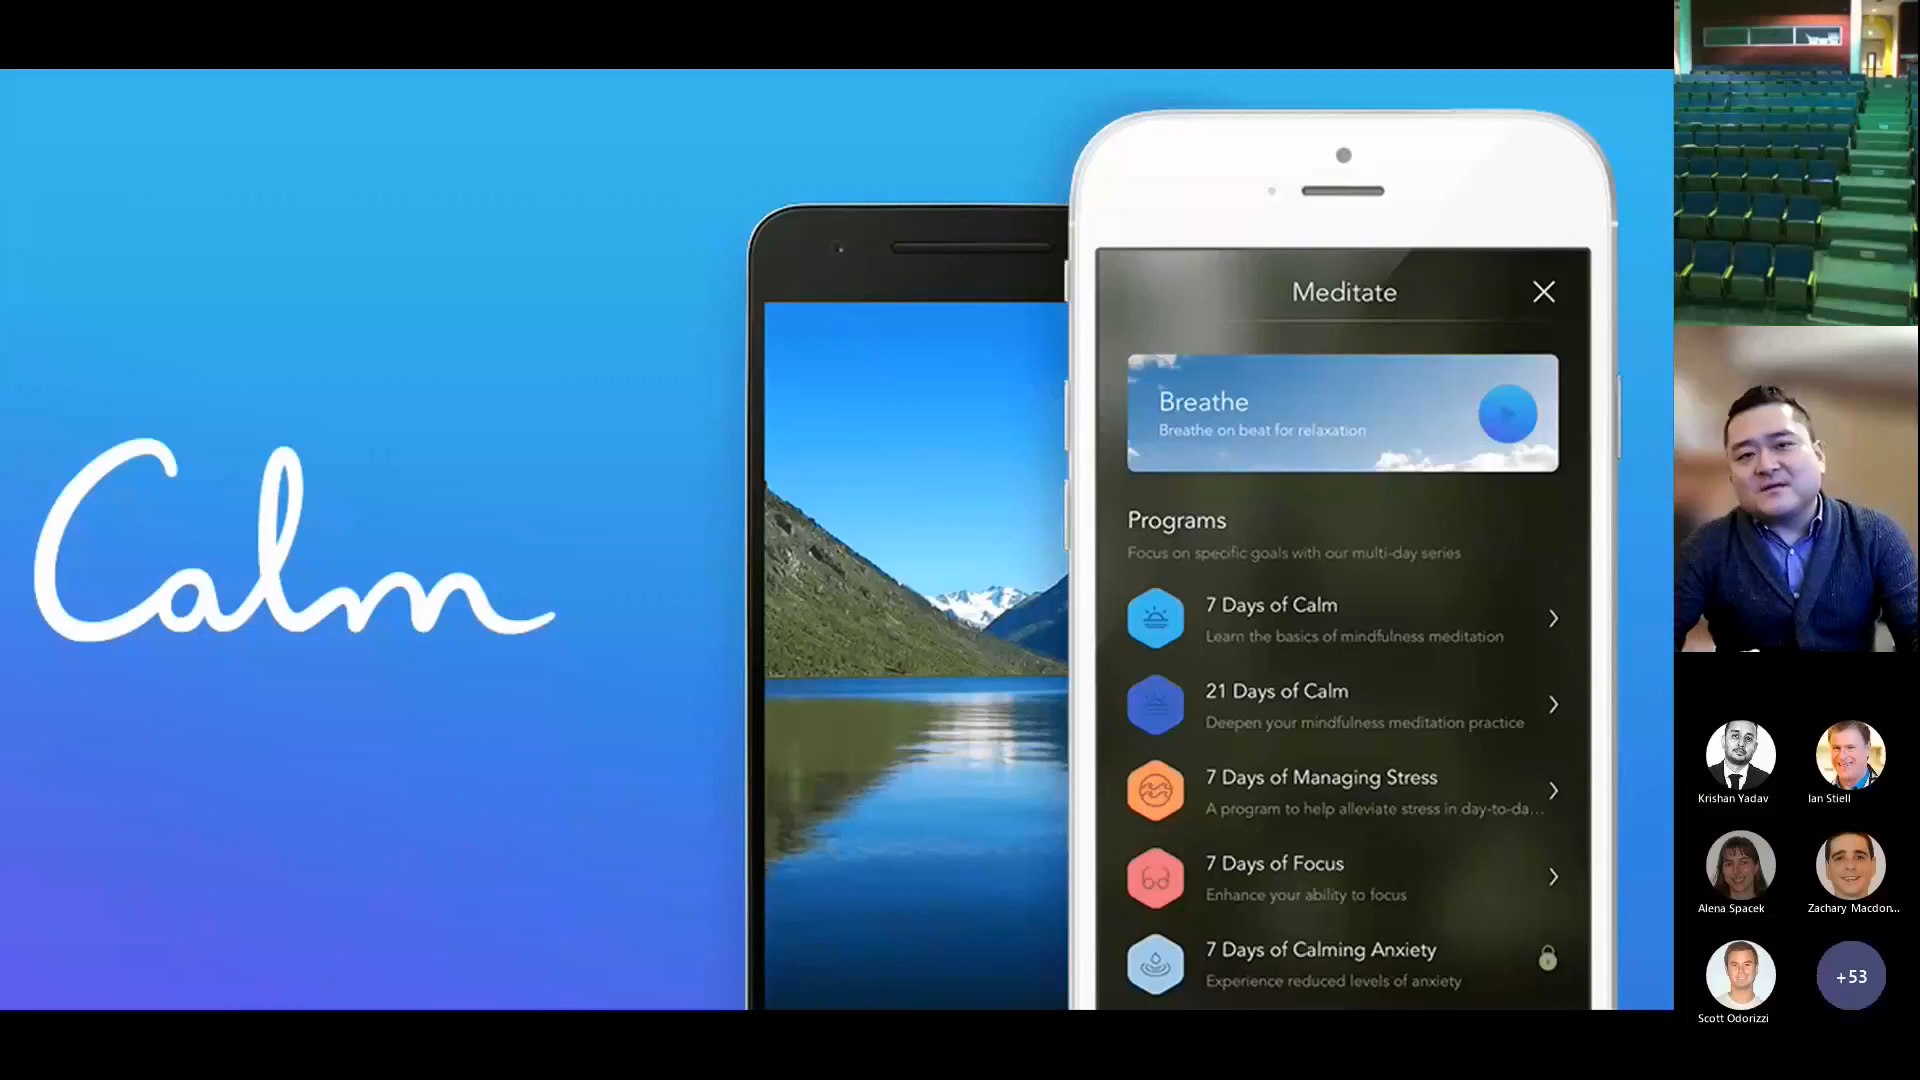 Calm
Meditate
Breathe
Breathe on beat for relaxation
Programs
Focus on specific goals with our multi-day series
7 Days of Calm
Learn the basics of mindfulness meditation
21 Days of Calm
Deepen your mindfulness meditation practice
7 Days of Managing Stress
A program to help alleviate stress in day-to-da...
7 Days of Focus
Enhance your ability to focus
7 Days of Calming Anxiety
Experience reduced levels of anxiety
Krishan Yadav
Ian Stiell
Alena Spacek
Zachary Macdon...
Scott Odorizzi
+53